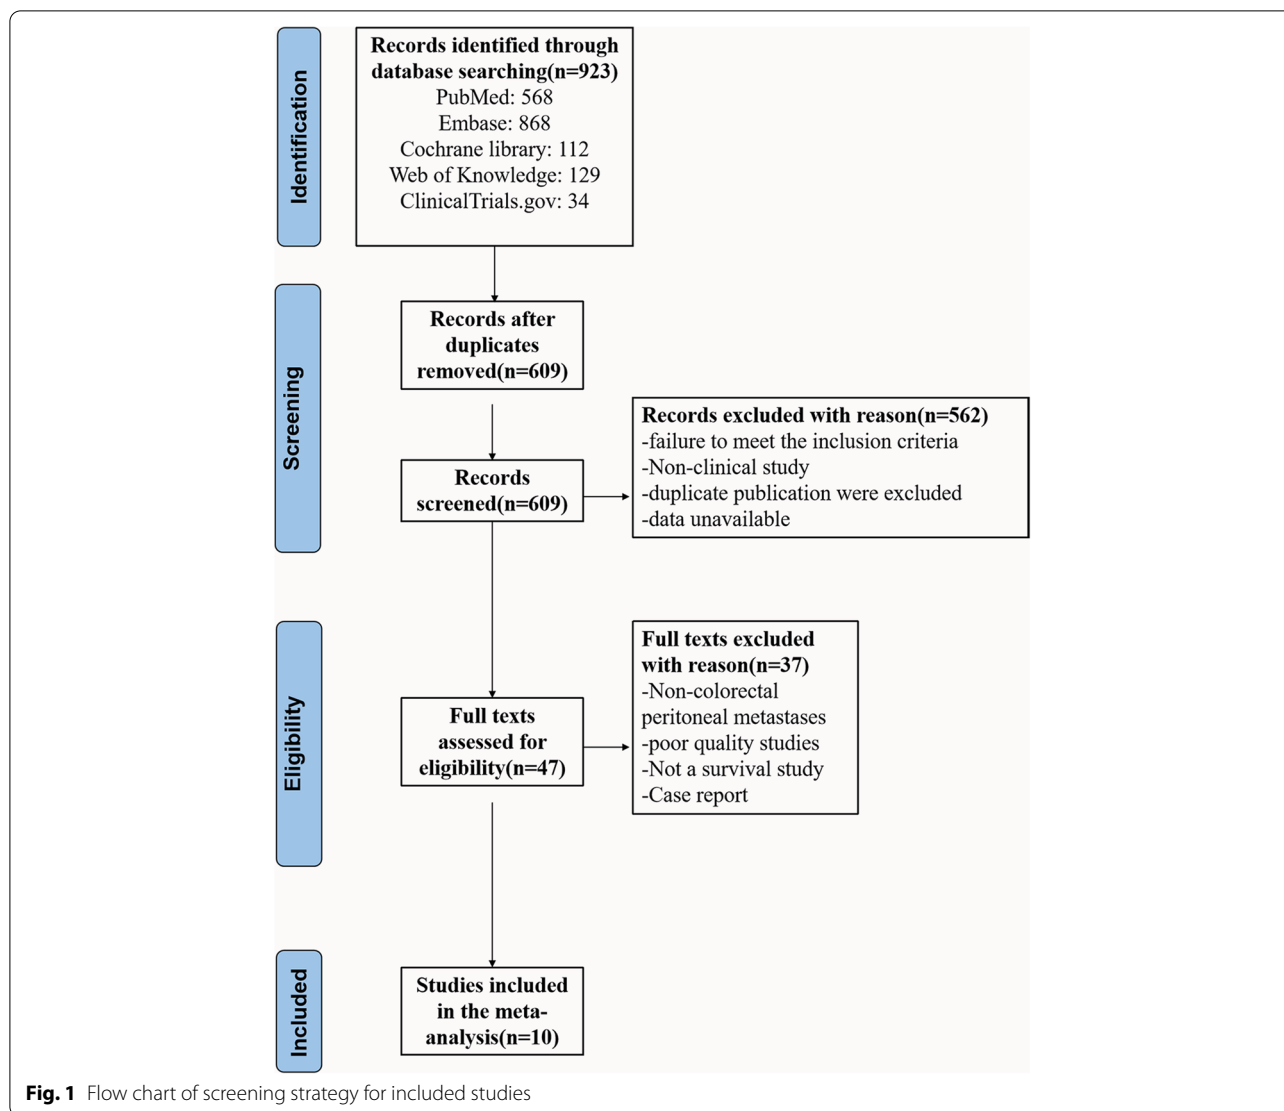 Identification
Records identified through
database searching(n=923)
PubMed: 568
Embase: 868
Cochrane library: 112
Web of Knowledge: 129
ClinicalTrials.gov: 34
Screening
Records after
duplicates
removed(n=609)
Records
screened(n=609)
Records excluded with reason(n=562)
-failure to meet the inclusion criteria
-Non-clinical study
-duplicate publication were excluded
-data unavailable
Eligibility
Full texts
assessed for
eligibility(n=47)
Full texts excluded
with reason(n=37)
-Non-colorectal
peritoneal metastases
-poor quality studies
-Not a survival study
-Case report
Included
Studies included
in the meta-
analysis(n=10)
Fig. 1 Flow chart of screening strategy for included studies